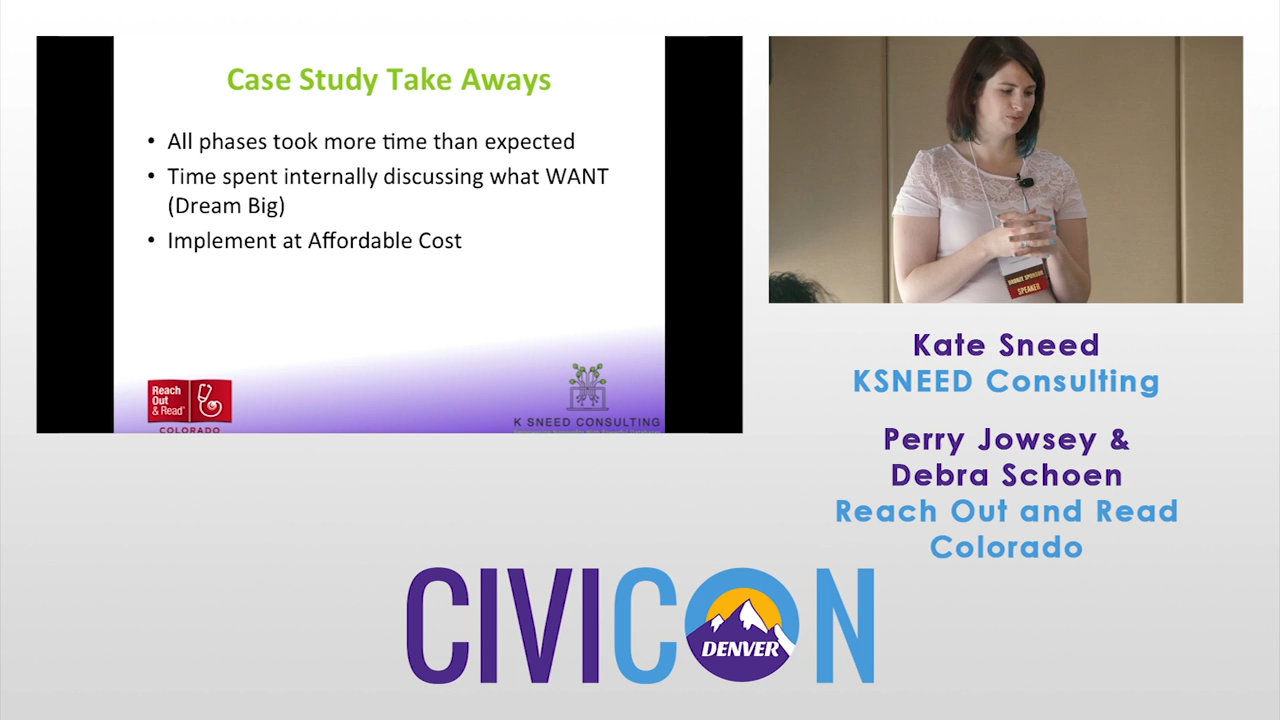 Case Study Take Aways
• All phases took more time than expected
• Time spent internally discussing what WANT
(Dream Big)
• Implement at Affordable Cost
Reach
Out
& Read
COLORADO
K SNEED CONSULTING
BRONZE SPONSOR
SPEAKER
Kate Sneed
KSNEED Consulting
Perry Jowsey &
Debra Schoen
Reach Out and Read
Colorado
CIVICON
DENVER